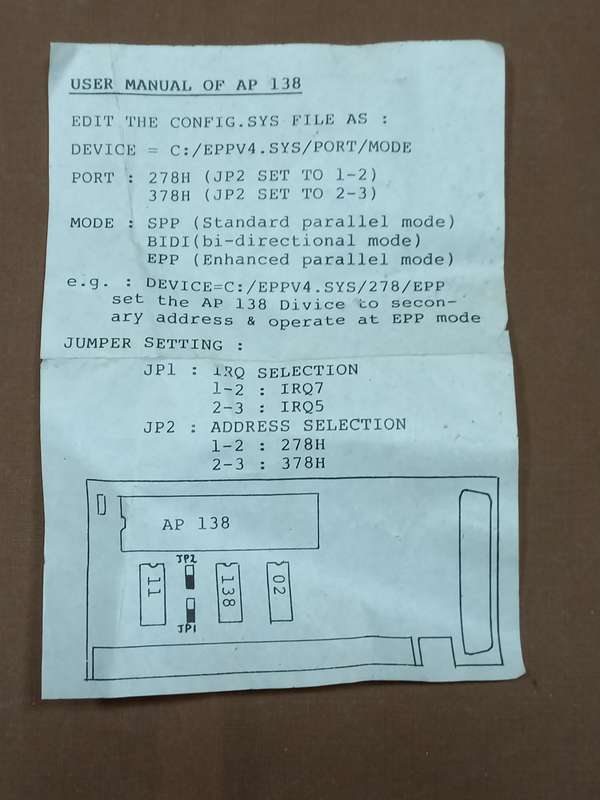 USER MANUAL OF AP 138
EDIT THE CONFIG.SYS FILE AS :
DEVICE = C:/EPPV4.SYS/PORT/MODE
PORT : 278H (JP2 SET TO 1-2)
378H (JP2 SET TO 2-3)
MODE : SPP (Standard parallel mode)
BIDI(bi-directional mode)
EPP (Enhanced parallel mode)
e.g. : DEVICE=C:/EPPV4.SYS/278/EPP
set the AP 138 Divice to secon-
ary address & operate at EPP mode
JUMPER SETTING :
JP1 : IRQ SELECTION
1-2 : IRQ7
2-3 : IRQ5
JP2 : ADDRESS SELECTION
1-2 : 278H
2-3 : 378H
AP 138
JP2
11
138
02
JP1